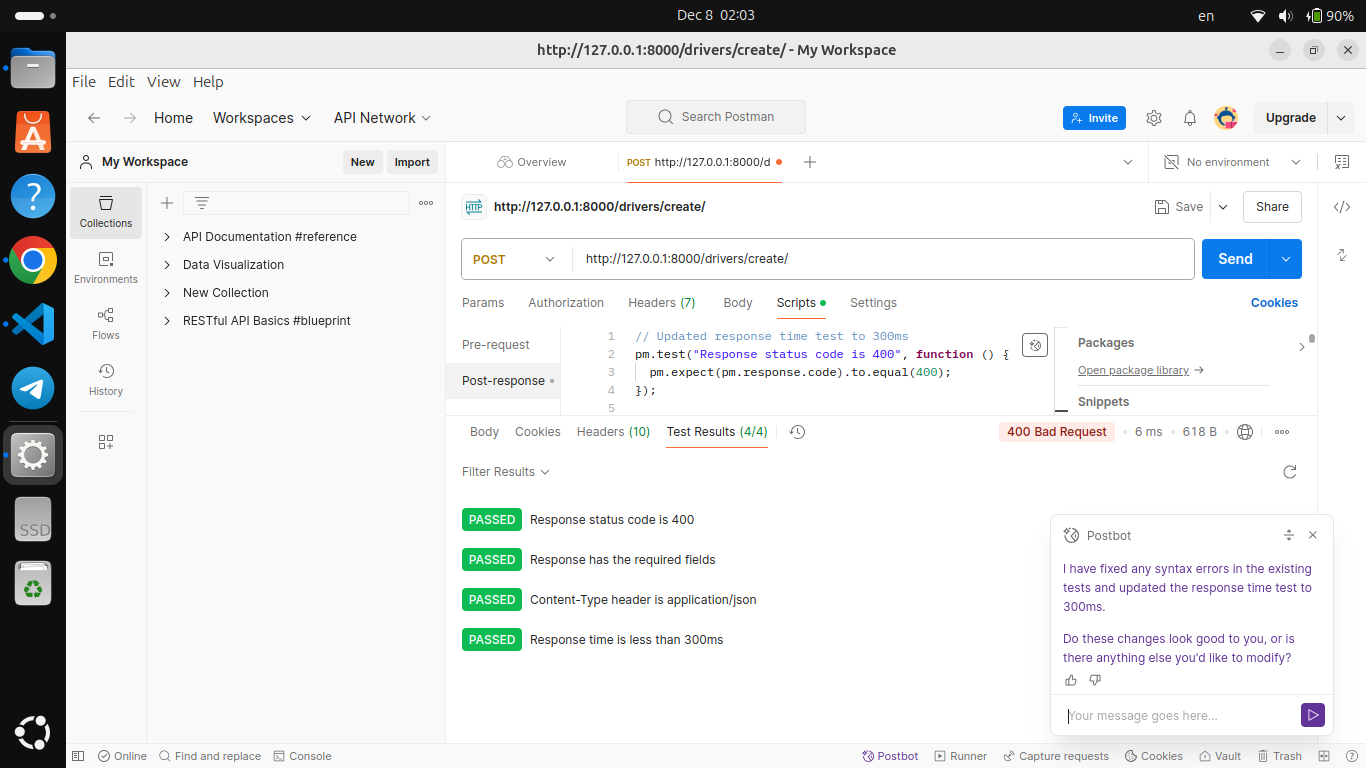 Dec 8 02:03
en
90%
http://127.0.0.1:8000/drivers/create/ - My Workspace
File Edit View Help
Home Workspaces API Network
Search Postman
Invite
Upgrade
My Workspace
New Import
Overview
POST http://127.0.0.1:8000/d
No environment
Collections
Environments
Flows
History
API Documentation #reference
Data Visualization
New Collection
RESTful API Basics #blueprint
HTTP http://127.0.0.1:8000/drivers/create/
Save
Share
POST http://127.0.0.1:8000/drivers/create/
Send
Params Authorization Headers (7) Body Scripts Settings
Cookies
Pre-request
Post-response
1 // Updated response time test to 300ms
2 pm.test("Response status code is 400", function () {
3 pm.expect(pm.response.code).to.equal(400);
4 });
5
Packages
Open package library
Snippets
Body Cookies Headers (10) Test Results (4/4)
400 Bad Request 6 ms 618 B
Filter Results
PASSED Response status code is 400
PASSED Response has the required fields
PASSED Content-Type header is application/json
PASSED Response time is less than 300ms
Postbot
I have fixed any syntax errors in the existing
tests and updated the response time test to
300ms.
Do these changes look good to you, or is
there anything else you'd like to modify?
Your message goes here...
SSD
Online Find and replace Console
Postbot Runner Capture requests Cookies Vault Trash